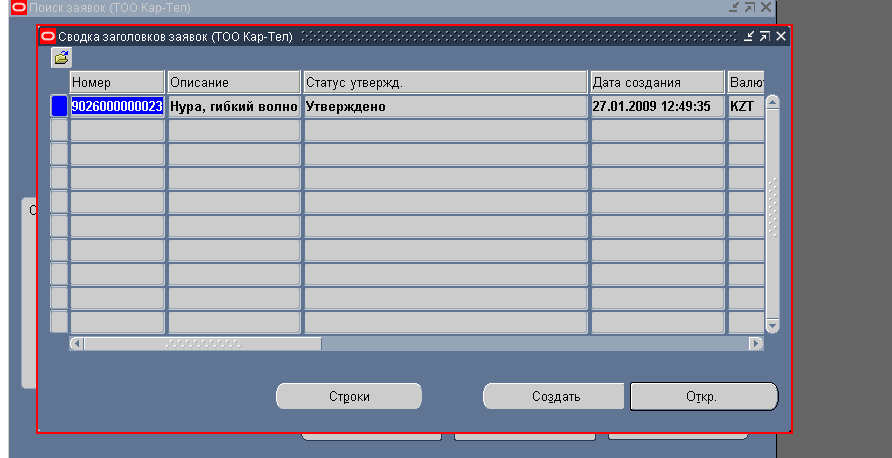 Поиск заявок (ТОО Кар-Тел)
Сводка заголовков заявок (ТОО Кар-Тел)
Номер Описание Статус утвержд. Дата создания Валют
9026000000023 Нура, гибкий волно Утверждено 27.01.2009 12:49:35 KZT
С
Строки Создать Откр.